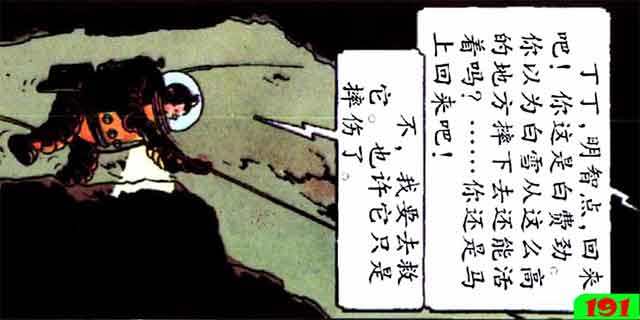 丁丁,明智点,回来
吧!你这是白费劲。
你以为白雪从这么高
的地方摔下去还能活
着吗?……你还是马
上回来吧!
不,我要去救
它。也许它只是
摔伤了。
191